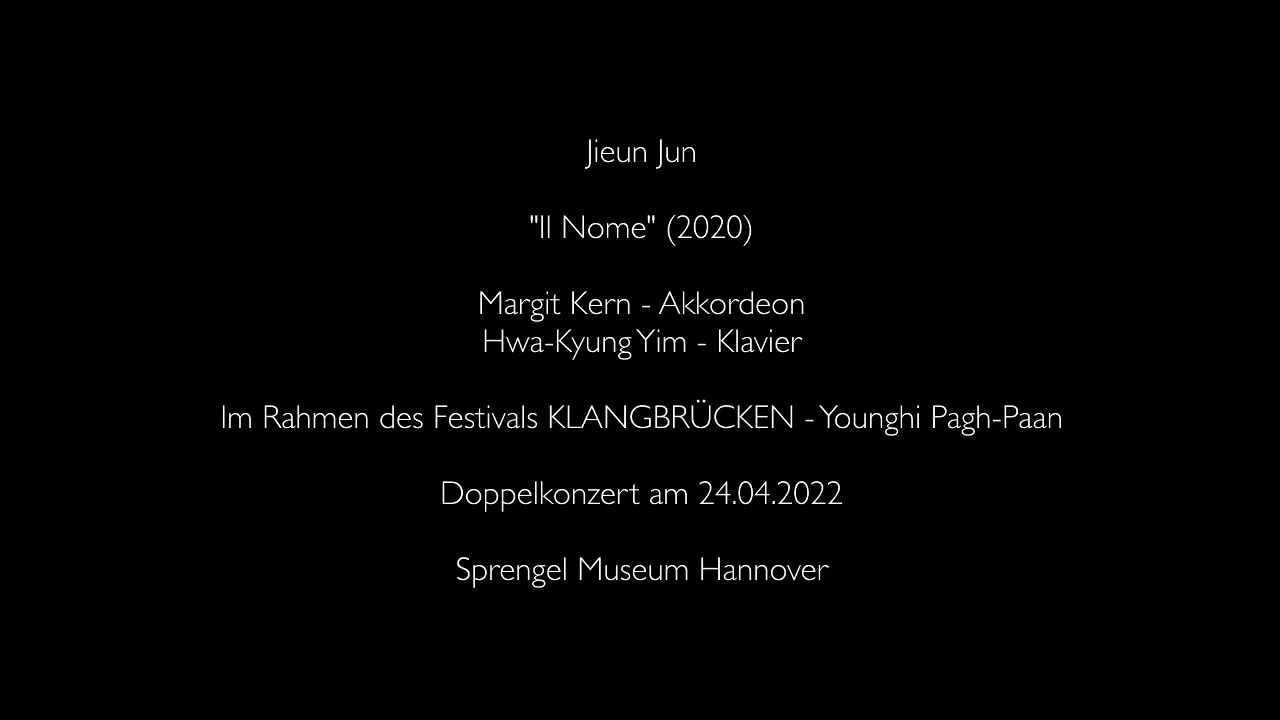 Jieun Jun
"Il Nome" (2020)
Margit Kern - Akkordeon
Hwa-Kyung Yim - Klavier
Im Rahmen des Festivals KLANGBRÜCKEN - Younghi Pagh-Paan
Doppelkonzert am 24.04.2022
Sprengel Museum Hannover